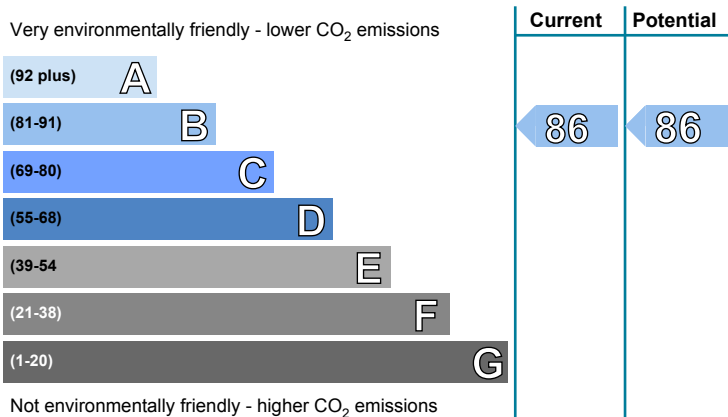 Very environmentally friendly - lower CO2 emissions
Current Potential
(92 plus) A
(81-91) B 86 86
(69-80) C
(55-68) D
(39-54 E
(21-38) F
(1-20) G
Not environmentally friendly - higher CO2 emissions